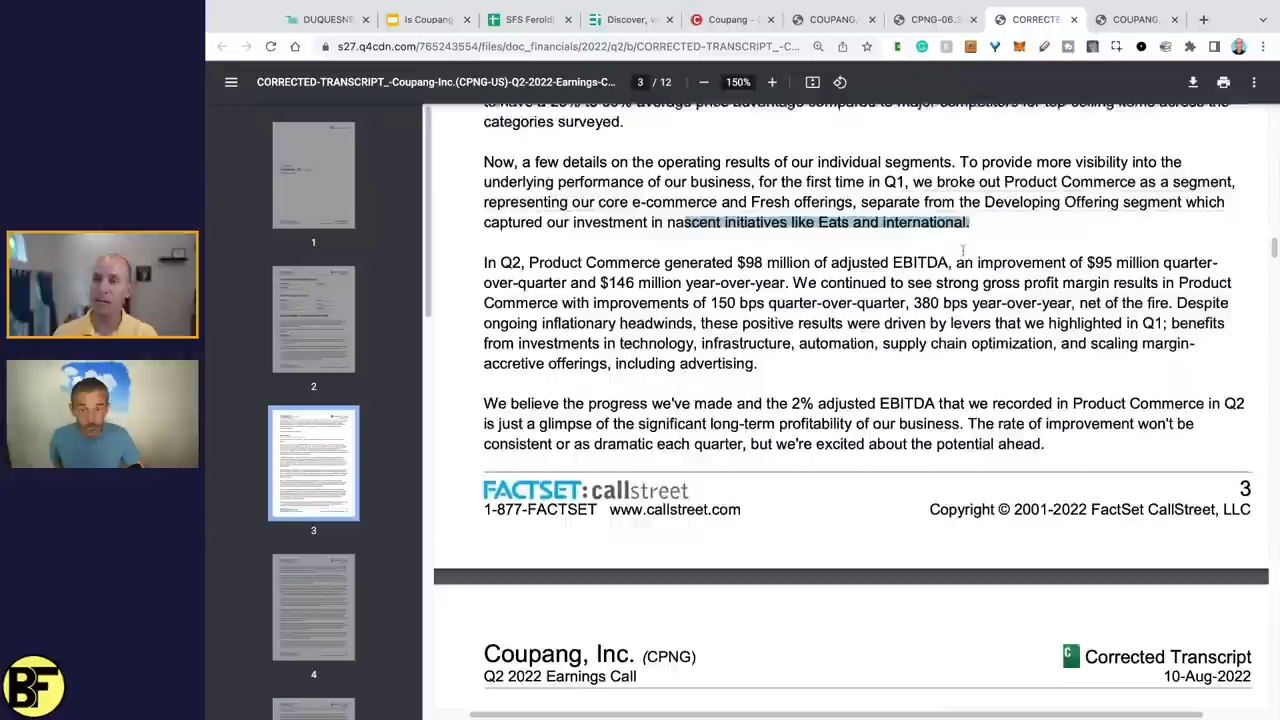 DUQUESNE
Is Coupang
SFS Ferold
Discover, w
Coupang -
COUPANG,
CPNG-06.
CORRECTE
COUPANG,
s27.q4cdn.com/765243554/files/doc_financials/2022/q2/b/CORRECTED-TRANSCRIPT_-C...
CORRECTED-TRANSCRIPT_-Coupang-Inc.(CPNG-US)-Q2-2022-Earnings-C...
3 / 12
150%
categories surveyed.
Now, a few details on the operating results of our individual segments. To provide more visibility into the
underlying performance of our business, for the first time in Q1, we broke out Product Commerce as a segment,
representing our core e-commerce and Fresh offerings, separate from the Developing Offering segment which
captured our investment in nascent initiatives like Eats and international.
In Q2, Product Commerce generated $98 million of adjusted EBITDA, an improvement of $95 million quarter-
over-quarter and $146 million year-over-year. We continued to see strong gross profit margin results in Product
Commerce with improvements of 150 bps quarter-over-quarter, 380 bps year-over-year, net of the fire. Despite
ongoing inflationary headwinds, these positive results were driven by levers that we highlighted in Q1; benefits
from investments in technology, infrastructure, automation, supply chain optimization, and scaling margin-
accretive offerings, including advertising.
We believe the progress we've made and the 2% adjusted EBITDA that we recorded in Product Commerce in Q2
is just a glimpse of the significant long-term profitability of our business. The rate of improvement won't be
consistent or as dramatic each quarter, but we're excited about the potential ahead.
FACTSET:callstreet
1-877-FACTSET www.callstreet.com
3
Copyright © 2001-2022 FactSet CallStreet, LLC
Coupang, Inc. (CPNG)
Q2 2022 Earnings Call
Corrected Transcript
10-Aug-2022
1
2
3
4
BF